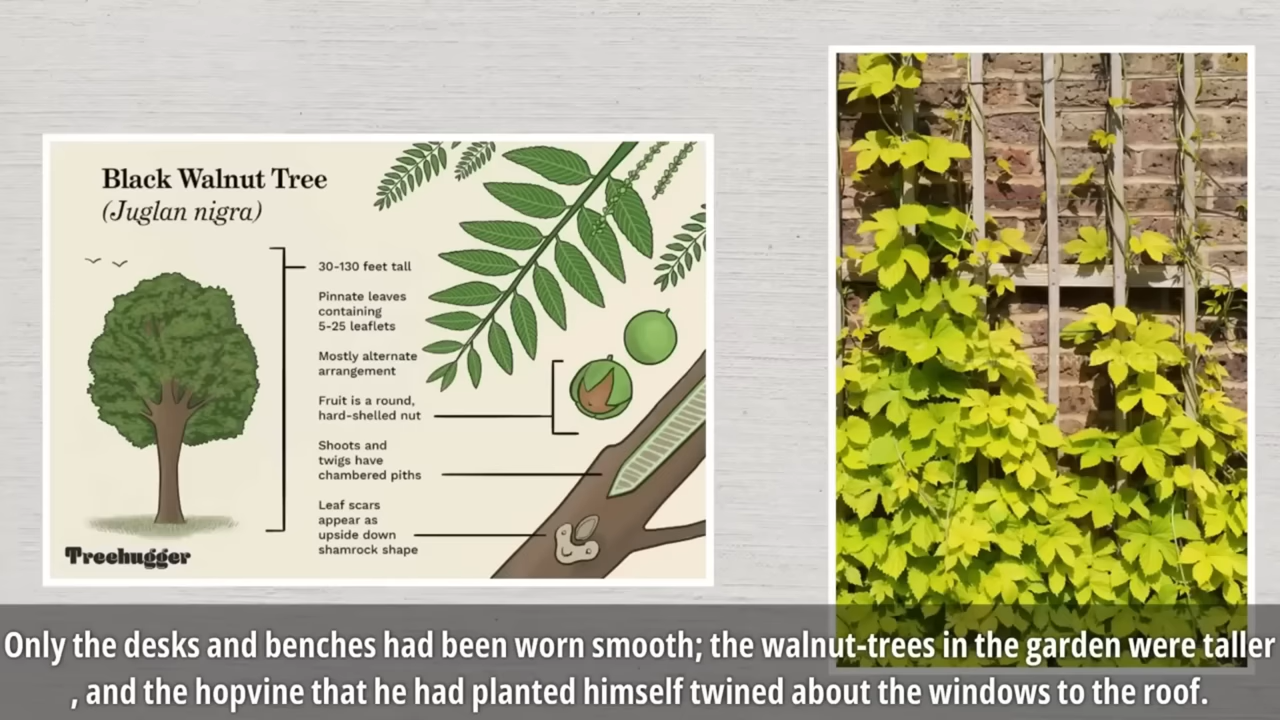 Black Walnut Tree
(Juglan nigra)
30-130 feet tall
Pinnate leaves
containing
5-25 leaflets
Mostly alternate
arrangement
Fruit is a round,
hard-shelled nut
Shoots and
twigs have
chambered piths
Leaf scars
appear as
upside down
shamrock shape
Treehugger
Only the desks and benches had been worn smooth; the walnut-trees in the garden were taller
, and the hopvine that he had planted himself twined about the windows to the roof.